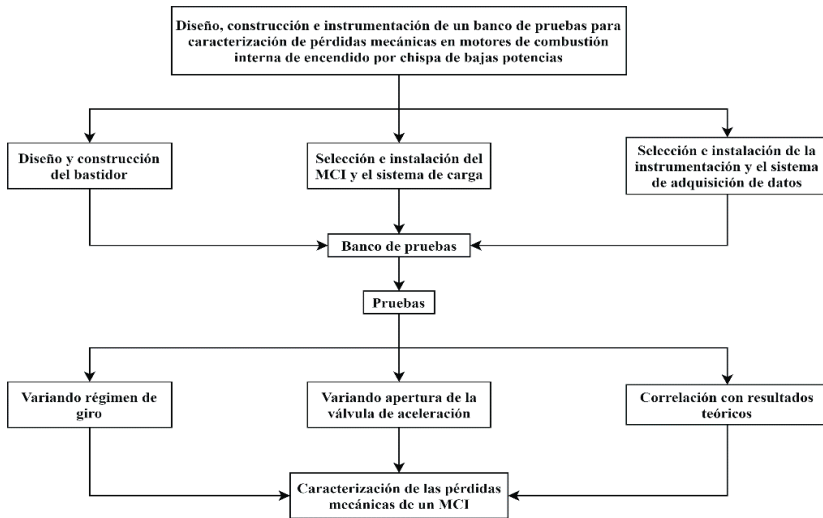 Diseño, construcción e instrumentación de un banco de pruebas para
caracterización de pérdidas mecánicas en motores de combustión
interna de encendido por chispa de bajas potencias
Diseño y construcción
del bastidor
Selección e instalación del
MCI y el sistema de carga
Selección e instalación de la
instrumentación y el sistema
de adquisición de datos
Banco de pruebas
Pruebas
Variando régimen de
giro
Variando apertura de la
válvula de aceleración
Correlación con resultados
teóricos
Caracterización de las pérdidas
mecánicas de un MCI